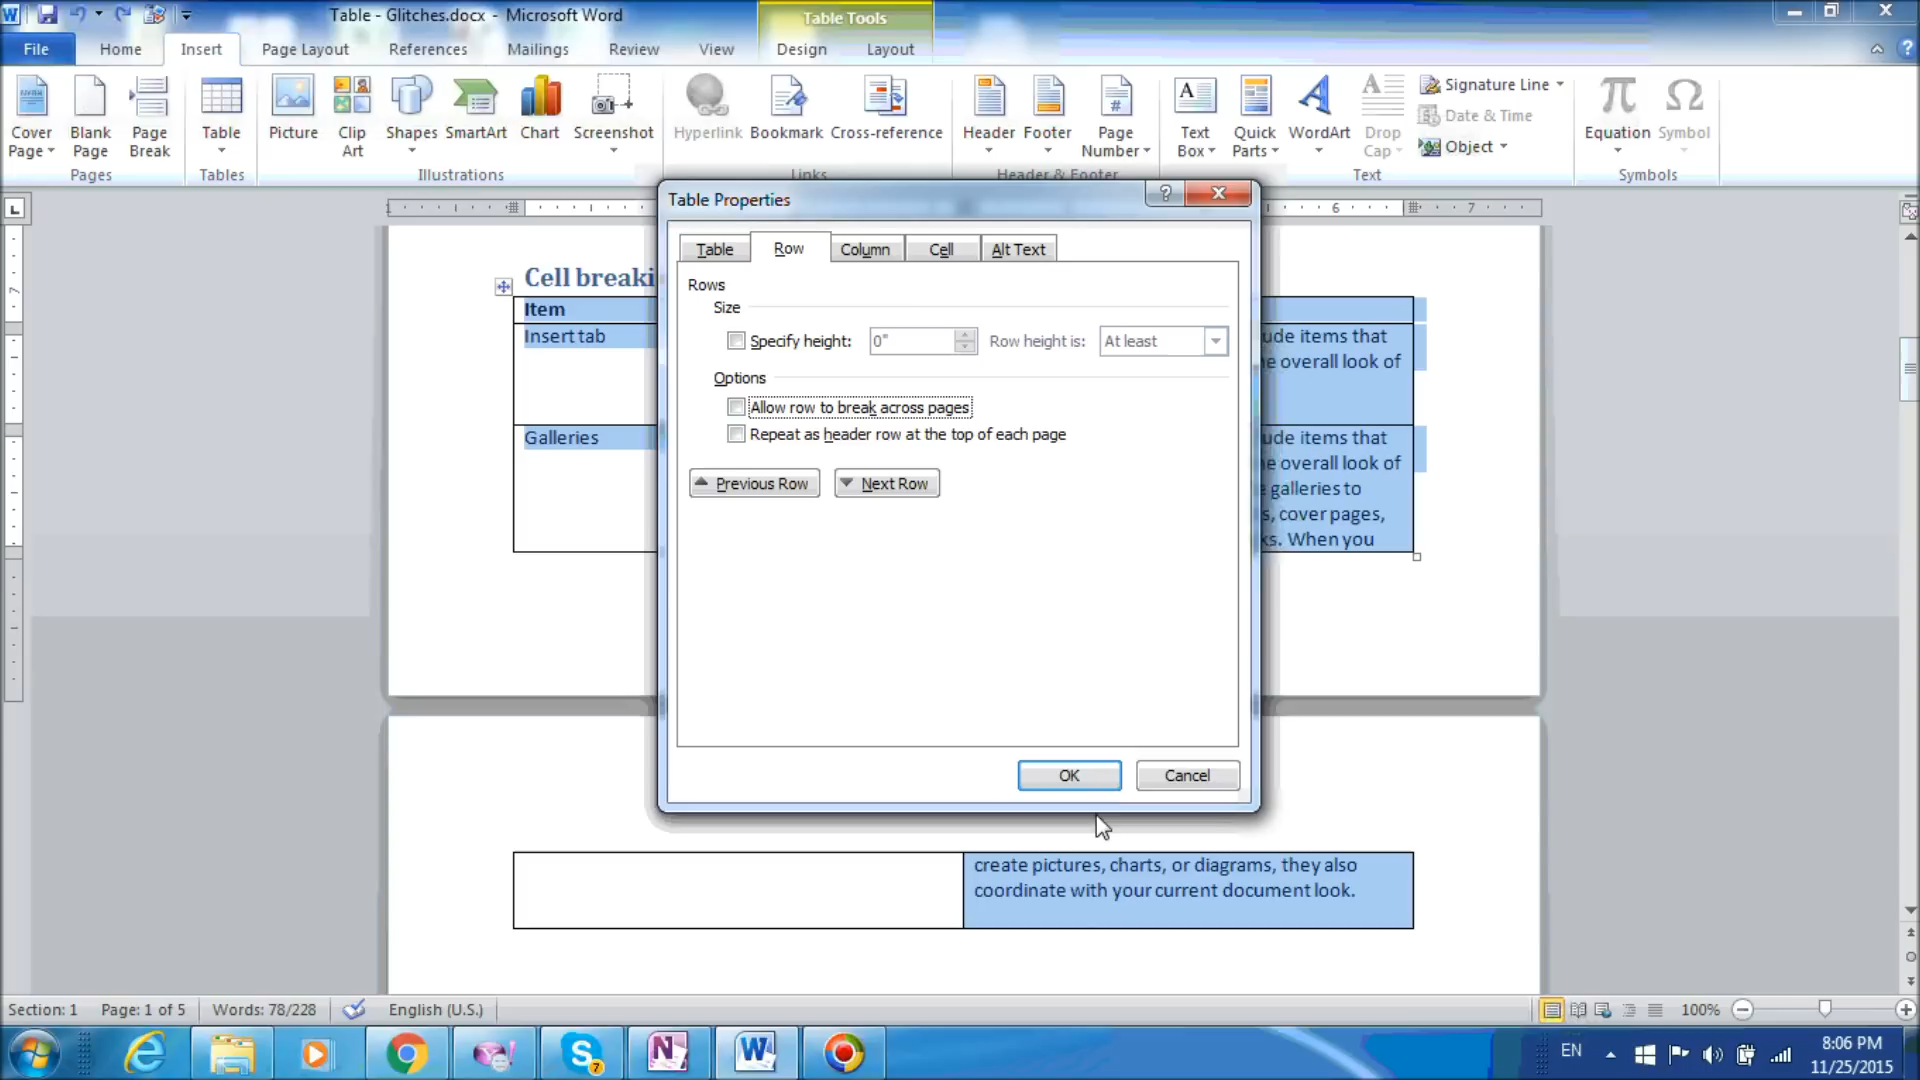 Table - Glitches.docx - Microsoft Word
Table Tools
File Home Insert Page Layout References Mailings Review View Design Layout
Cover Page
Blank Page
Page Break
Table
Picture
Clip Art
Shapes
SmartArt
Chart
Screenshot
Hyperlink
Bookmark
Cross-reference
Header
Footer
Page Number
Text Box
Quick Parts
WordArt
Drop Cap
Signature Line
Date & Time
Object
Equation
Symbol
Pages
Tables
Illustrations
Links
Header & Footer
Text
Symbols
Table Properties
Table Row Column Cell Alt Text
Rows
Size
Specify height: 0" Row height is: At least
Options
Allow row to break across pages
Repeat as header row at the top of each page
Previous Row Next Row
OK Cancel
Cell breaki
Item
Insert tab
ude items that
he overall look of
Galleries
ude items that
he overall look of
e galleries to
s, cover pages,
ks. When you
create pictures, charts, or diagrams, they also
coordinate with your current document look.
1 6 7
7
Section: 1 Page: 1 of 5 Words: 78/228 English (U.S.) 100%
EN
8:06 PM
11/25/2015
7